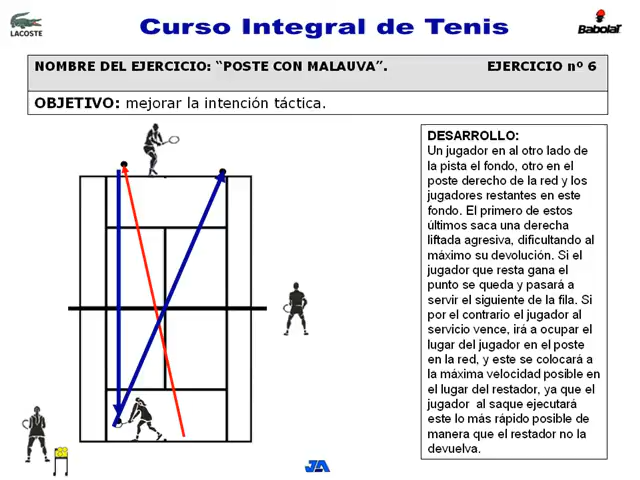 LACOSTE
Curso Integral de Tenis
BabolaT
NOMBRE DEL EJERCICIO: “POSTE CON MALAUVA”. EJERCICIO nº 6
OBJETIVO: mejorar la intención táctica.
DESARROLLO:
Un jugador en al otro lado de
la pista el fondo, otro en el
poste derecho de la red y los
jugadores restantes en este
fondo. El primero de estos
últimos saca una derecha
liftada agresiva, dificultando al
máximo su devolución. Si el
jugador que resta gana el
punto se queda y pasará a
servir el siguiente de la fila. Si
por el contrario el jugador al
servicio vence, irá a ocupar el
lugar del jugador en el poste
en la red, y este se colocará a
la máxima velocidad posible en
el lugar del restador, ya que el
jugador al saque ejecutará
este lo más rápido posible de
manera que el restador no la
devuelva.
JA